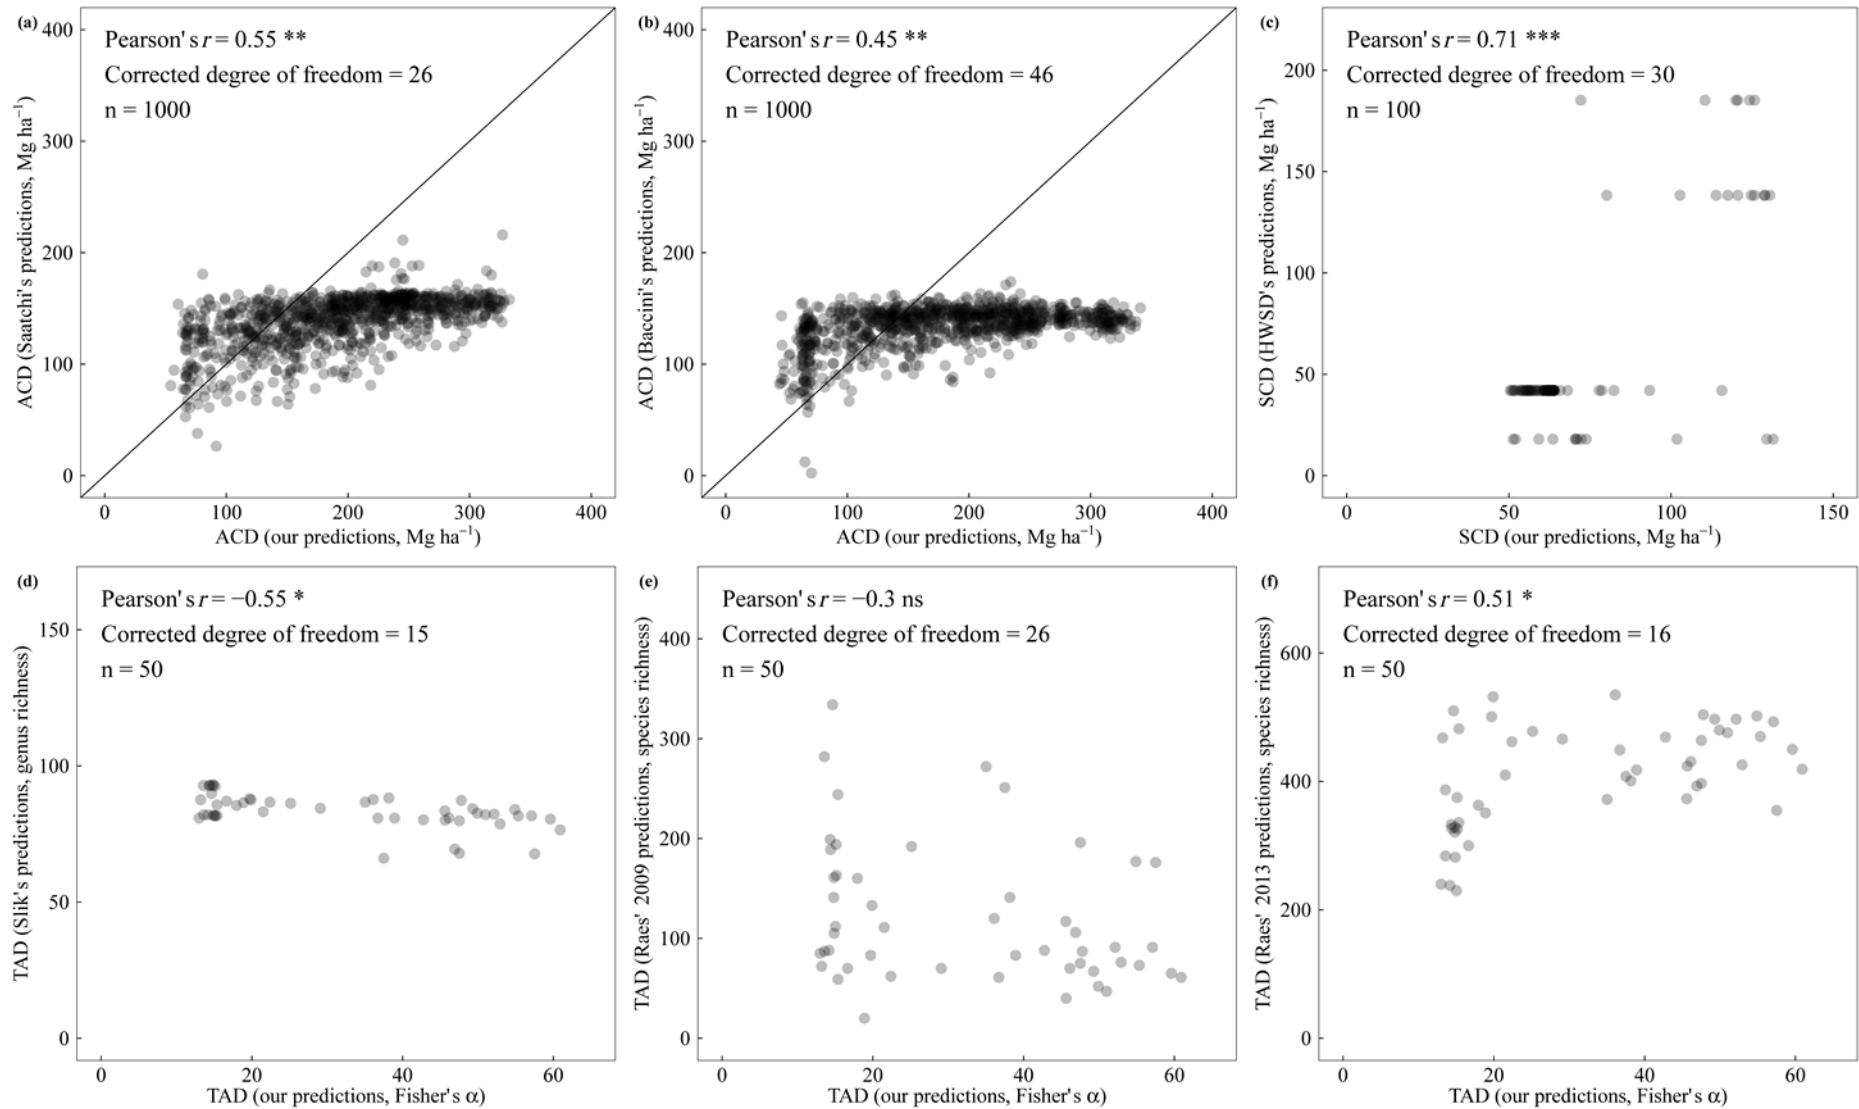 (a)
Pearson's r = 0.55 **
Corrected degree of freedom = 26
n = 1000
ACD (Saatchi's predictions, Mg ha⁻¹)
400
300
200
100
0
0 100 200 300 400
ACD (our predictions, Mg ha⁻¹)
(b)
Pearson's r = 0.45 **
Corrected degree of freedom = 46
n = 1000
ACD (Baccini's predictions, Mg ha⁻¹)
400
300
200
100
0
0 100 200 300 400
ACD (our predictions, Mg ha⁻¹)
(c)
Pearson's r = 0.71 ***
Corrected degree of freedom = 30
n = 100
SCD (HWSD's predictions, Mg ha⁻¹)
200
150
100
50
0
0 50 100 150
SCD (our predictions, Mg ha⁻¹)
(d)
Pearson's r = −0.55 *
Corrected degree of freedom = 15
n = 50
TAD (Slik's predictions, genus richness)
150
100
50
0
0 20 40 60
TAD (our predictions, Fisher's α)
(e)
Pearson's r = −0.3 ns
Corrected degree of freedom = 26
n = 50
TAD (Raes' 2009 predictions, species richness)
400
300
200
100
0
0 20 40 60
TAD (our predictions, Fisher's α)
(f)
Pearson's r = 0.51 *
Corrected degree of freedom = 16
n = 50
TAD (Raes' 2013 predictions, species richness)
600
400
200
0
0 20 40 60
TAD (our predictions, Fisher's α)